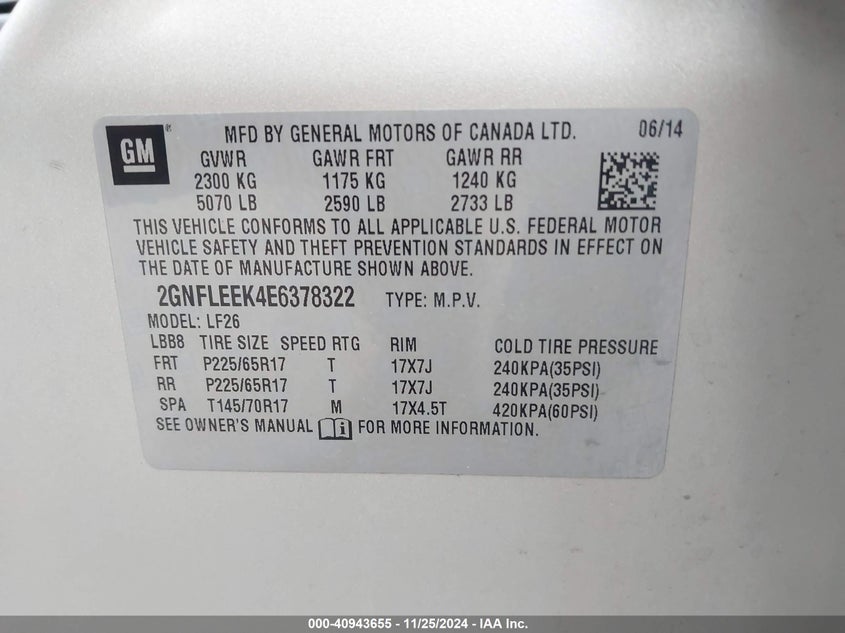 GM ® MFD BY GENERAL MOTORS OF CANADA LTD. 06/14
GVWR GAWR FRT GAWR RR
2300 KG 1175 KG 1240 KG
5070 LB 2590 LB 2733 LB
THIS VEHICLE CONFORMS TO ALL APPLICABLE U.S. FEDERAL MOTOR
VEHICLE SAFETY AND THEFT PREVENTION STANDARDS IN EFFECT ON
THE DATE OF MANUFACTURE SHOWN ABOVE.
2GNFLEEK4E6378322 TYPE: M.P.V.
MODEL: LF26
LBB8 TIRE SIZE SPEED RTG RIM COLD TIRE PRESSURE
FRT P225/65R17 T 17X7J 240KPA(35PSI)
RR P225/65R17 T 17X7J 240KPA(35PSI)
SPA T145/70R17 M 17X4.5T 420KPA(60PSI)
SEE OWNER'S MANUAL FOR MORE INFORMATION.
000-40943655 - 11/25/2024 - IAA Inc.